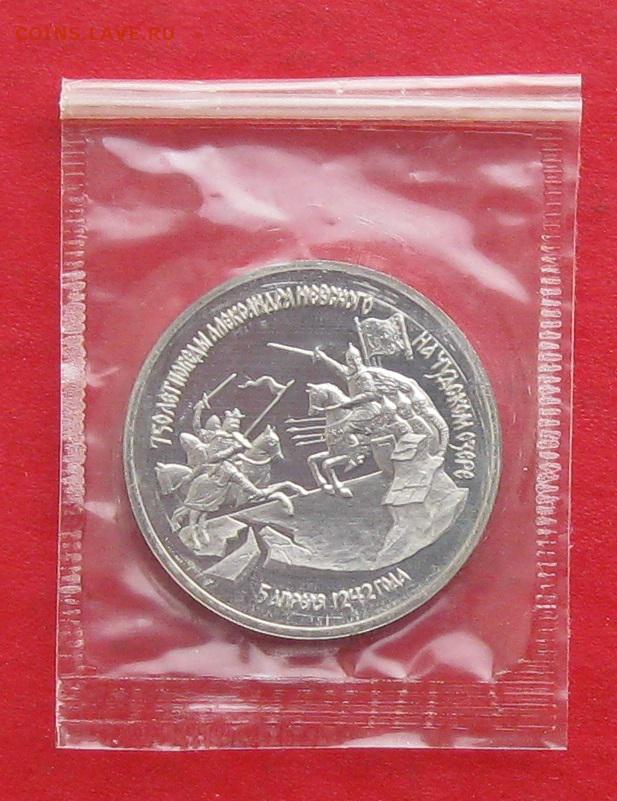 COINS.LAVE.RU
750 ЛЕТ ПОБЕДЫ АЛЕКСАНДРА НЕВСКОГО НА ЧУДСКОМ ОЗЕРЕ
5 АПРЕЛЯ 1242 ГОДА